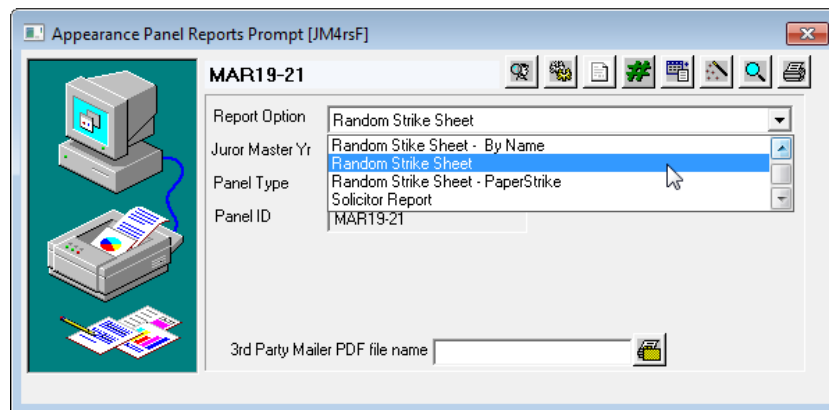 Appearance Panel Reports Prompt [JM4rsF]
MAR19-21
Report Option
Random Strike Sheet
Juror Master Yr
Random Stike Sheet - By Name
Random Stike Sheet
Panel Type
Random Strike Sheet - PaperStrike
Solicitor Report
Panel ID
MAR19-21
3rd Party Mailer PDF file name